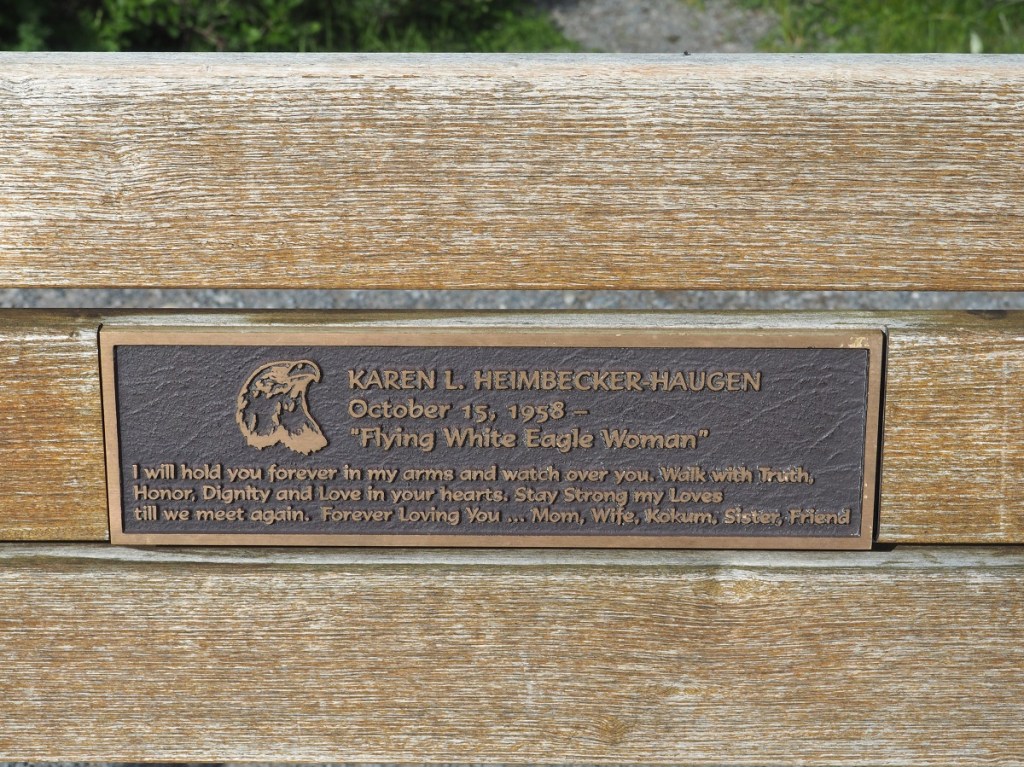 KAREN L. HEIMBECKER-HAUGEN
October 15, 1958 –
"Flying White Eagle Woman"
I will hold you forever in my arms and watch over you. Walk with Truth,
Honor, Dignity and Love in your hearts. Stay Strong my Loves
till we meet again. Forever Loving You ... Mom, Wife, Kokum, Sister, Friend